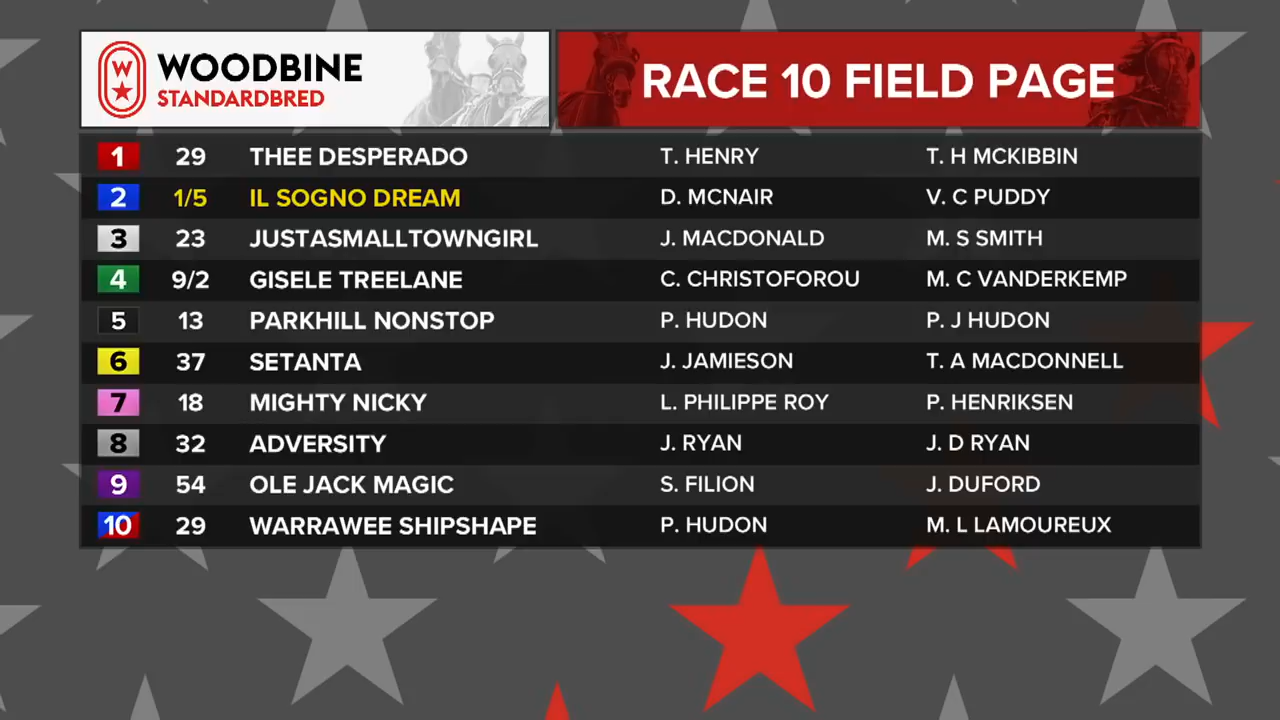 W
WOODBINE
STANDARDBRED
RACE 10 FIELD PAGE
1 29 THEE DESPERADO T. HENRY T. H MCKIBBIN
2 1/5 IL SOGNO DREAM D. MCNAIR V. C PUDDY
3 23 JUSTASMALLTOWNGIRL J. MACDONALD M. S SMITH
4 9/2 GISELE TREELANE C. CHRISTOFOROU M. C VANDERKEMP
5 13 PARKHILL NONSTOP P. HUDON P. J HUDON
6 37 SETANTA J. JAMIESON T. A MACDONNELL
7 18 MIGHTY NICKY L. PHILIPPE ROY P. HENRIKSEN
8 32 ADVERSITY J. RYAN J. D RYAN
9 54 OLE JACK MAGIC S. FILION J. DUFORD
10 29 WARRAWEE SHIPSHAPE P. HUDON M. L LAMOUREUX